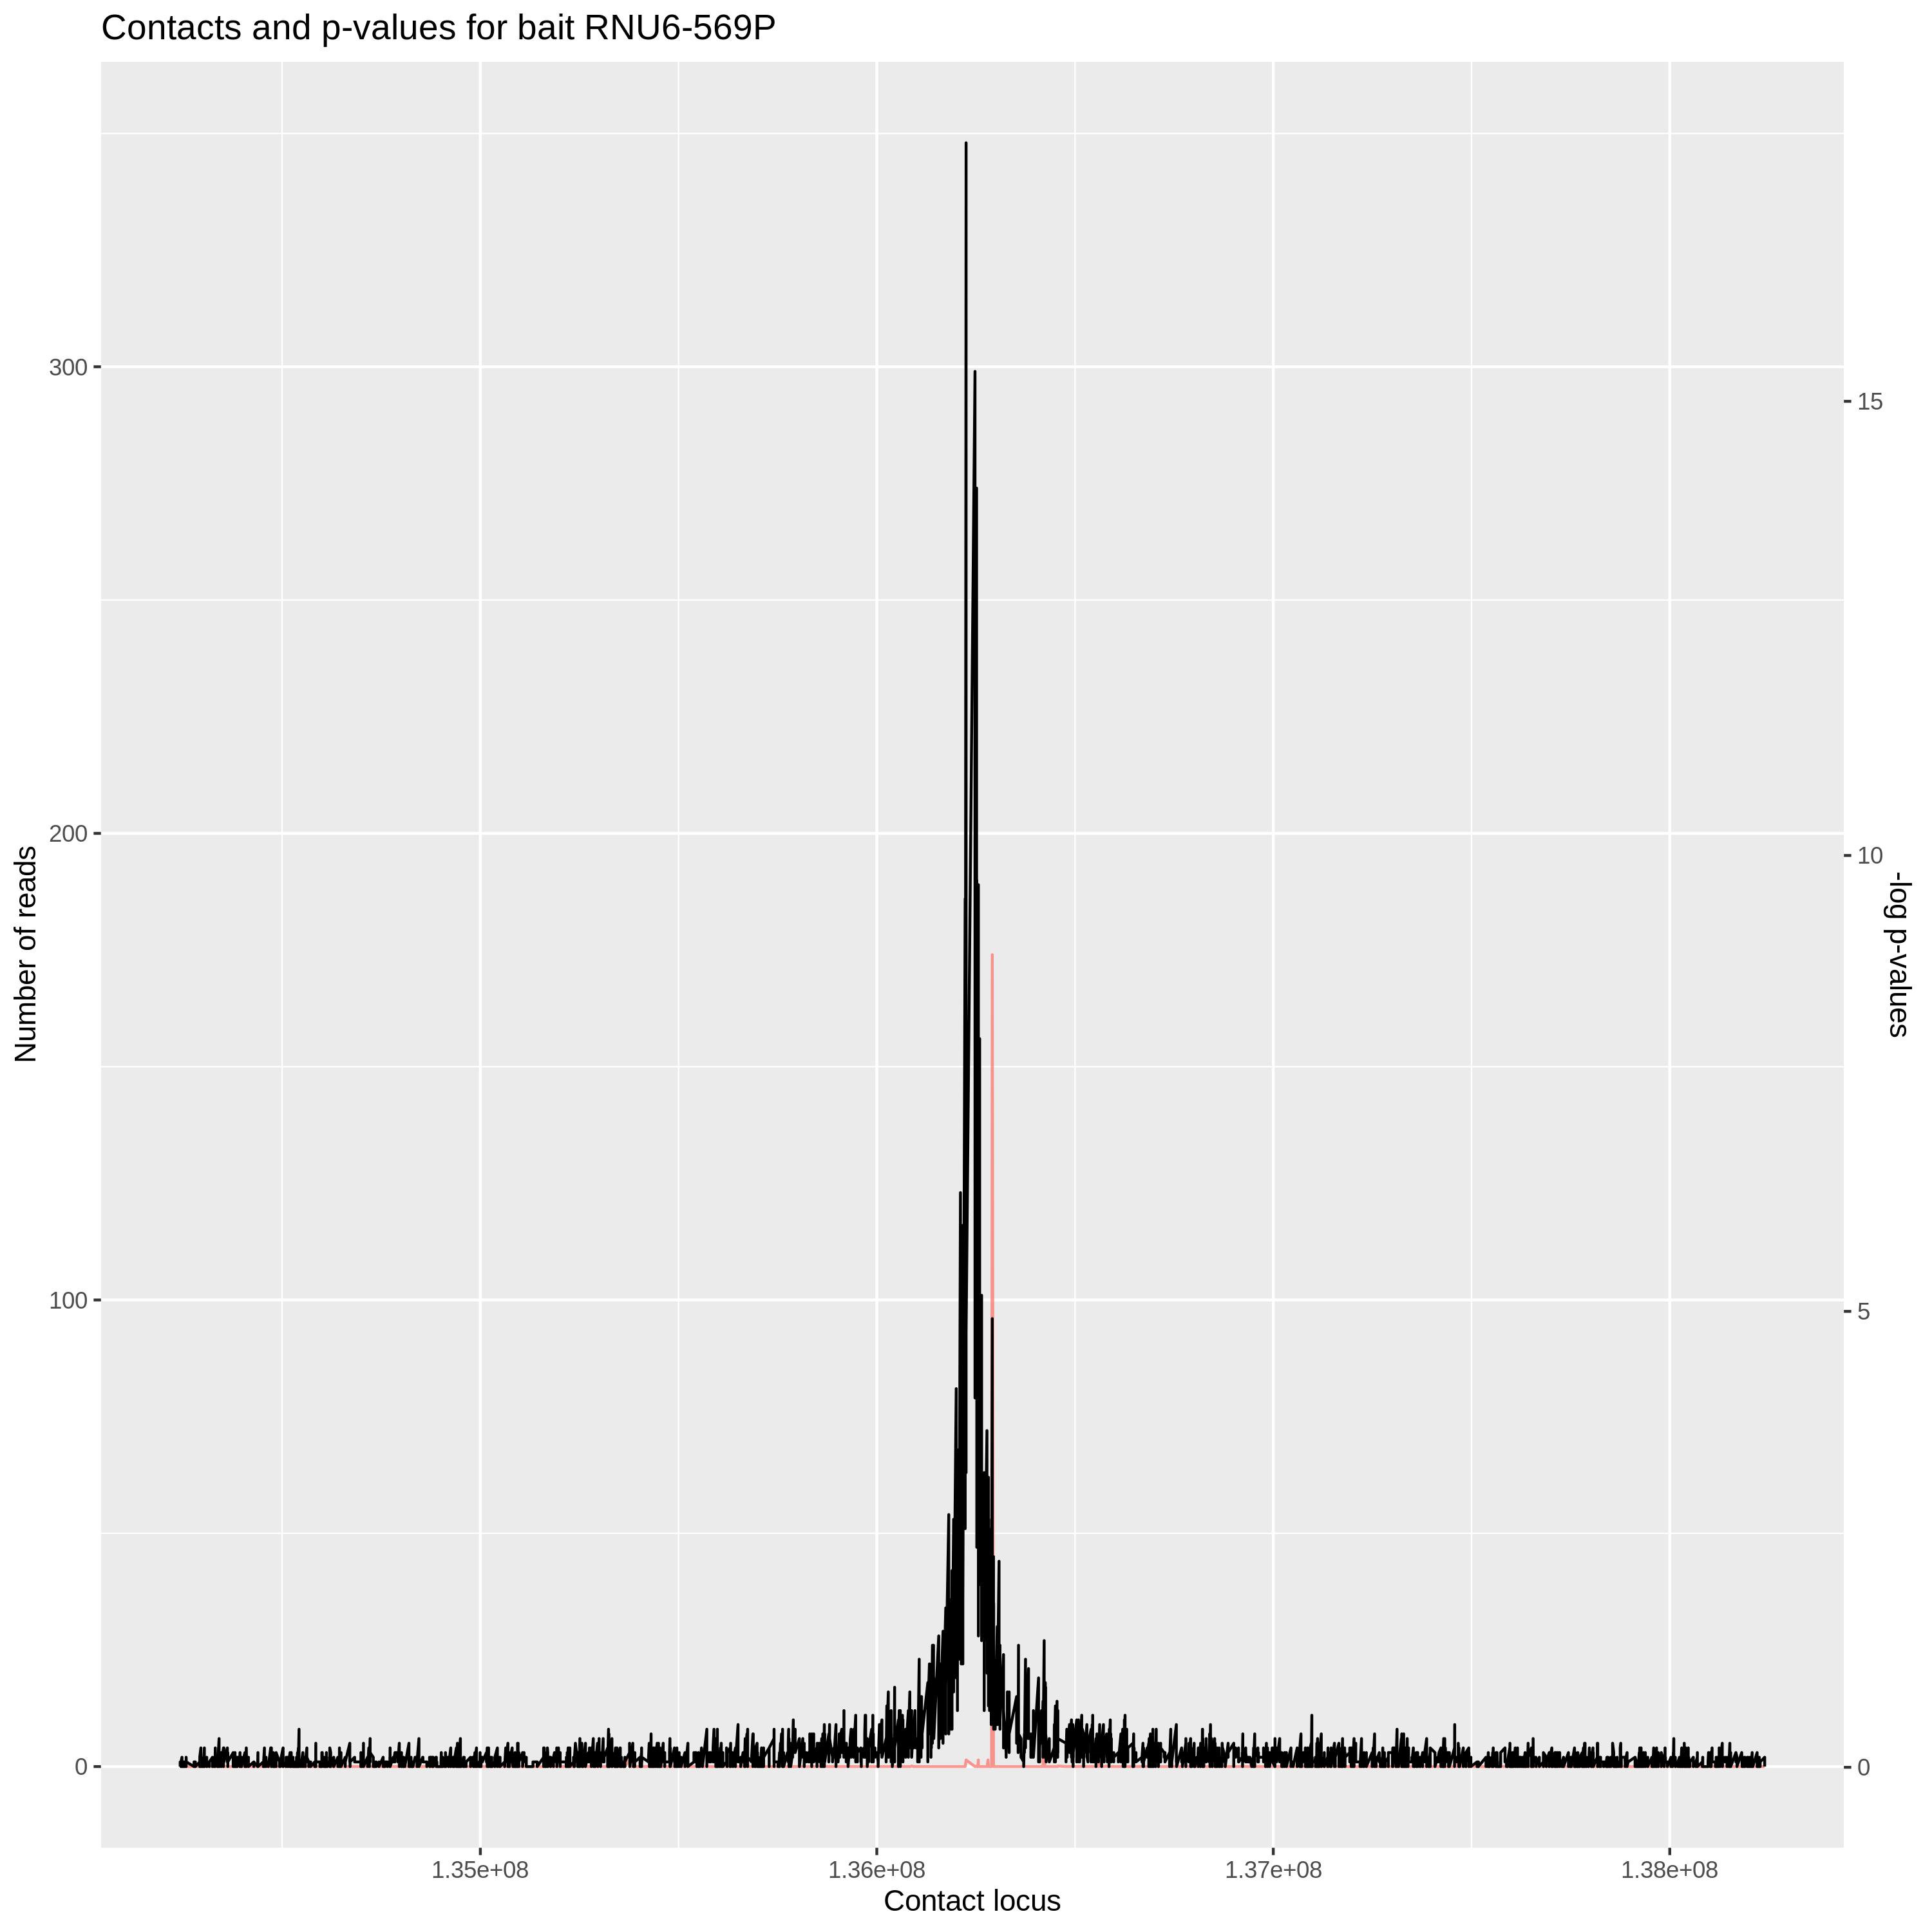 Contacts and p-values for bait RNU6-569P
Number of reads
300
200
100
0
15
10
5
0
-log p-values
1.35e+08
1.36e+08
1.37e+08
1.38e+08
Contact locus